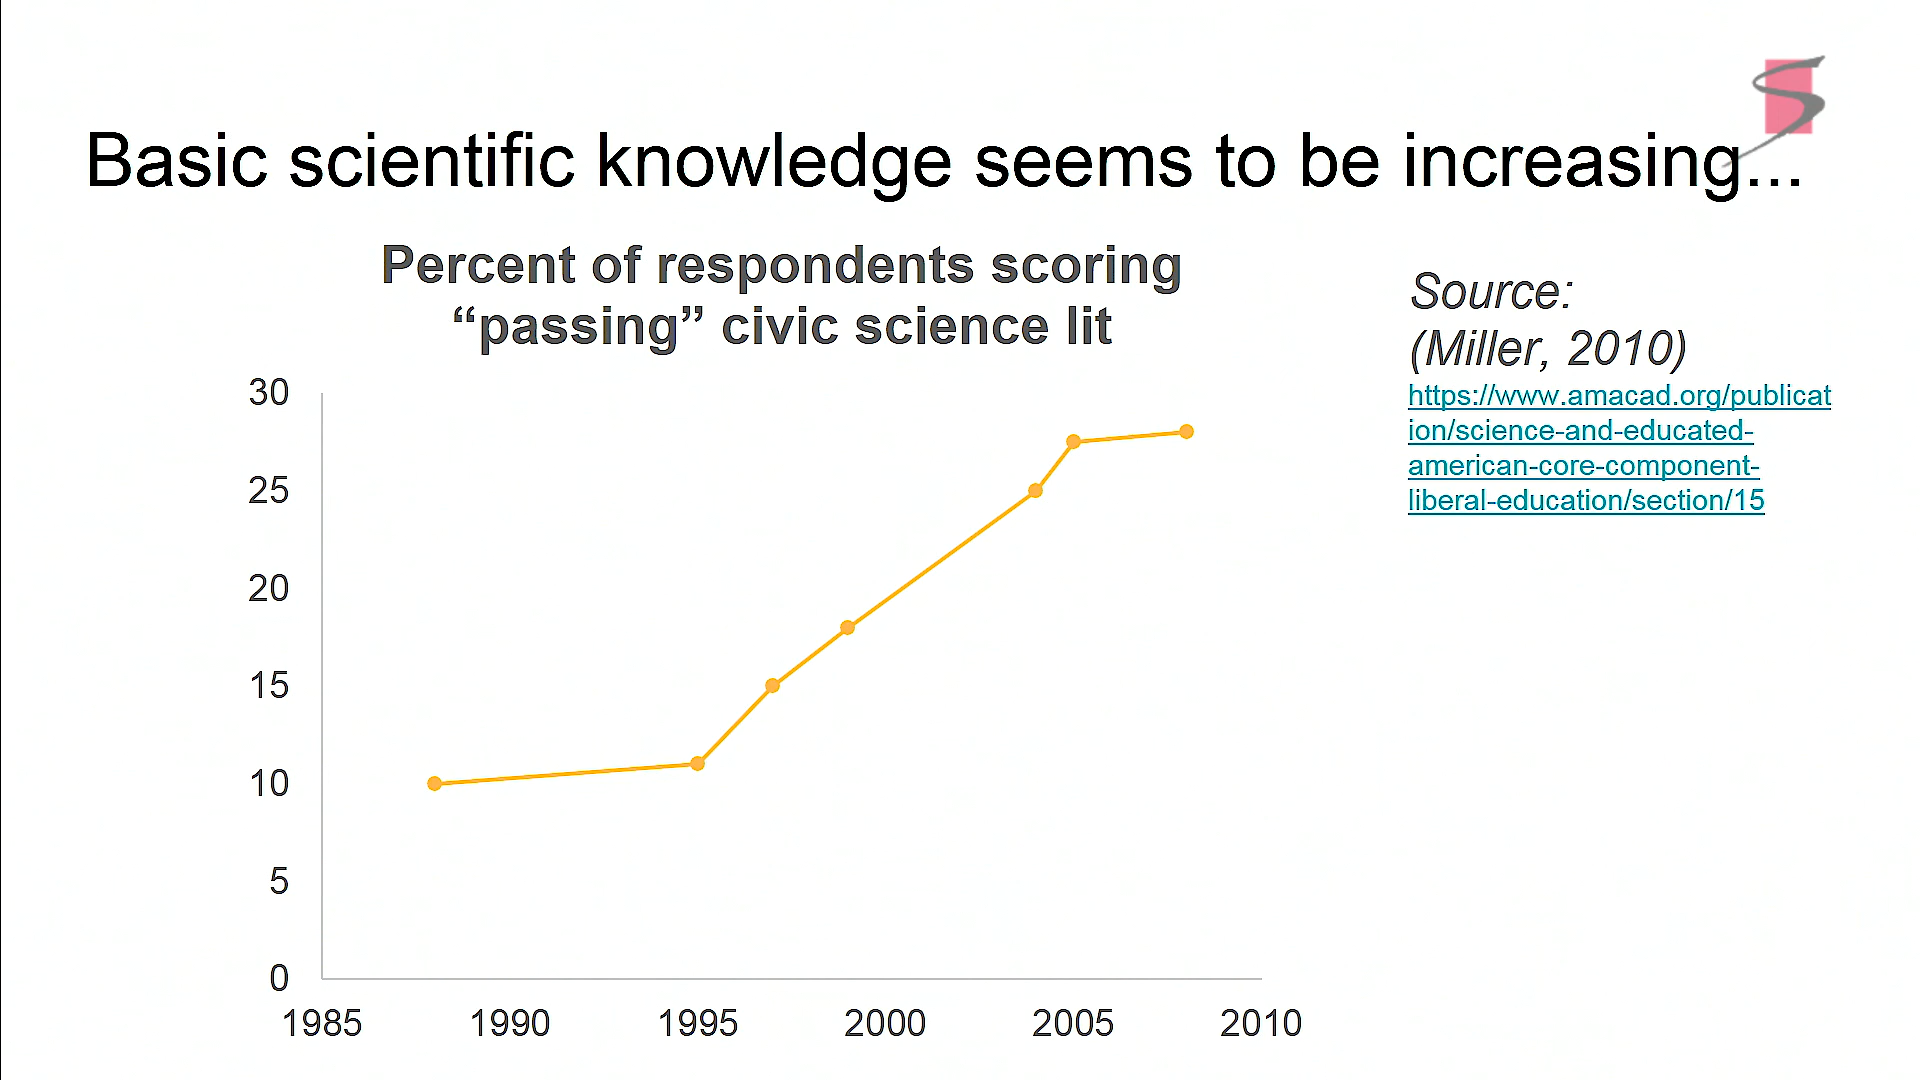 Basic scientific knowledge seems to be increasing...
Percent of respondents scoring
“passing” civic science lit
Source:
(Miller, 2010)
https://www.amacad.org/publicat
ion/science-and-educated-
american-core-component-
liberal-education/section/15
30
25
20
15
10
5
0
1985 1990 1995 2000 2005 2010